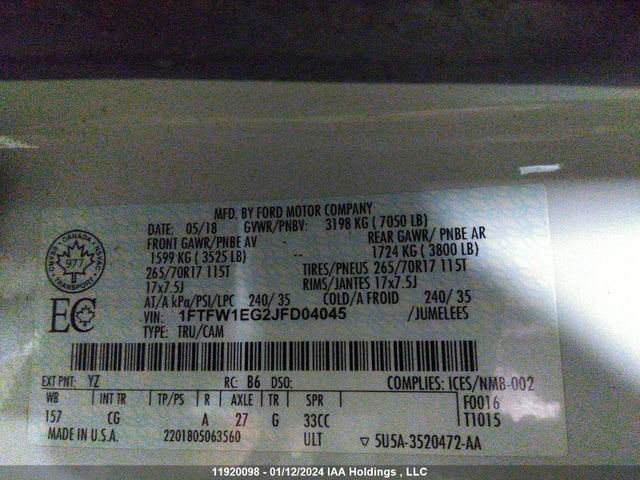 MFD. BY FORD MOTOR COMPANY
DATE: 05/18 GVWR/PNBV: 3198 KG ( 7050 LB)
FRONT GAWR/PNBE AV REAR GAWR/ PNBE AR
1599 KG ( 3525 LB) -- 1724 KG ( 3800 LB)
265/70R17 115T TIRES/PNEUS 265/70R17 115T
17x7.5J RIMS/JANTES 17x7.5J
AT/A kPa/PSI/LPC 240/ 35 COLD/A FROID 240/ 35
VIN: 1FTFW1EG2JFD04045 /JUMELEES
TYPE: TRU/CAM
CANADA
977
TRANSPORT
EC
EXT PNT: YZ RC: B6 DSO: COMPLIES: ICES/NMB-002
WB INT TR TP/PS R AXLE TR SPR F0016
157 CG A 27 G 33CC T1015
MADE IN U.S.A. 2201805063560 ULT ▽ 5U5A-3520472-AA
11920098 - 01/12/2024 IAA Holdings , LLC